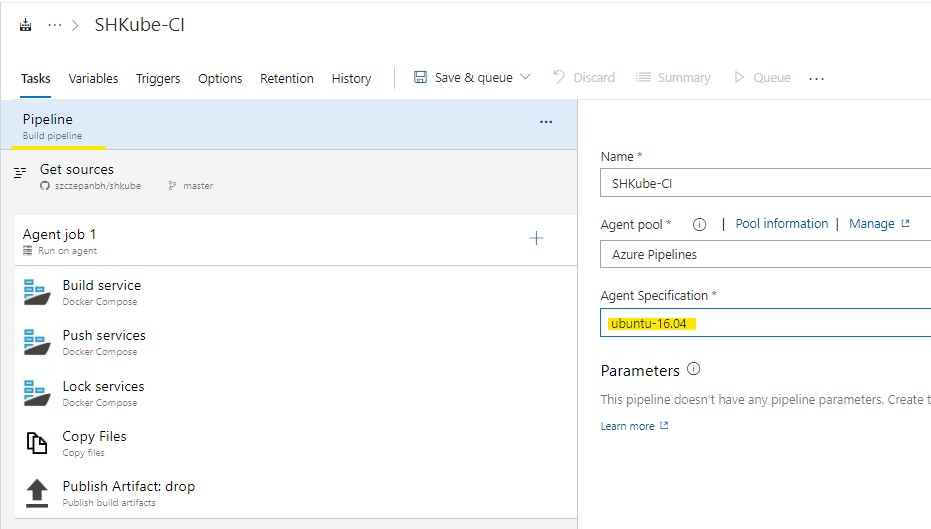 ... > SHKube-CI
Tasks Variables Triggers Options Retention History Save & queue Discard Summary Queue ...
Pipeline ...
Build pipeline
Get sources
szczepanbh/shkube master
Agent job 1 +
Run on agent
Build service
Docker Compose
Push services
Docker Compose
Lock services
Docker Compose
Copy Files
Copy files
Publish Artifact: drop
Publish build artifacts
Name *
SHKube-CI
Agent pool * | Pool information | Manage
Azure Pipelines
Agent Specification *
ubuntu-16.04
Parameters
This pipeline doesn't have any pipeline parameters. Create t
Learn more